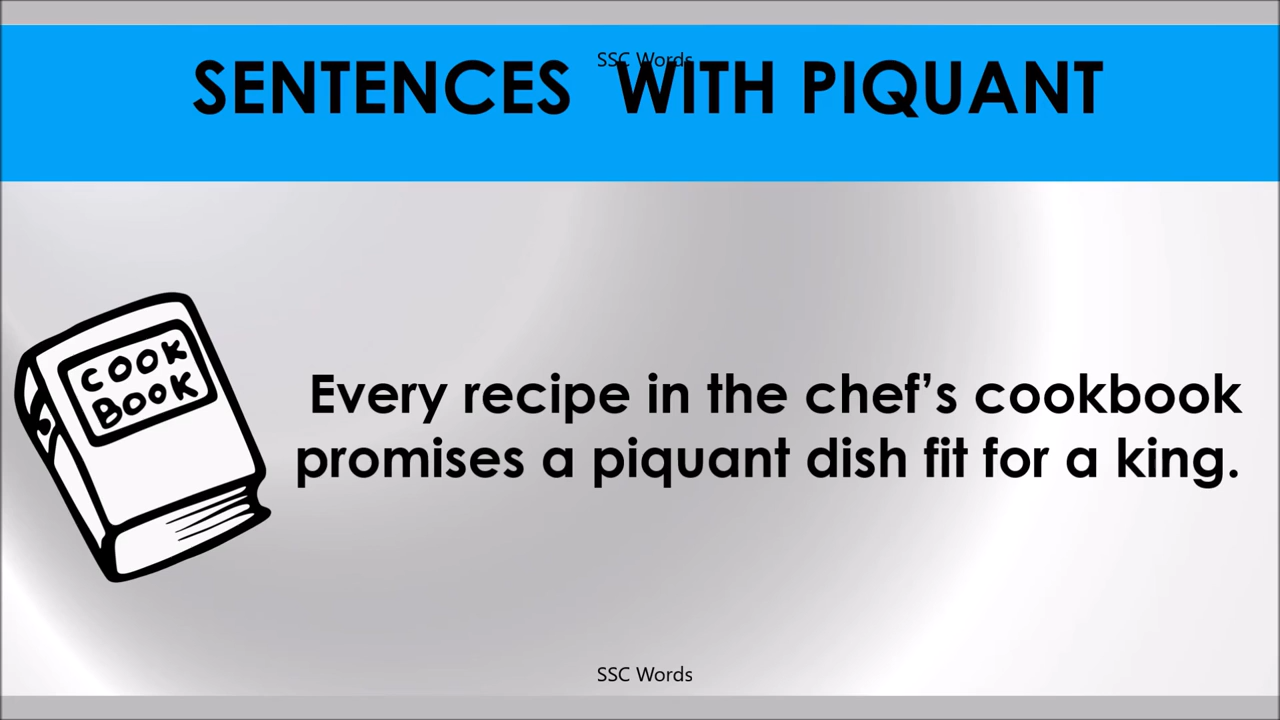 SSC Words
SENTENCES WITH PIQUANT
COOK
BOOK
Every recipe in the chef’s cookbook
promises a piquant dish fit for a king.
SSC Words